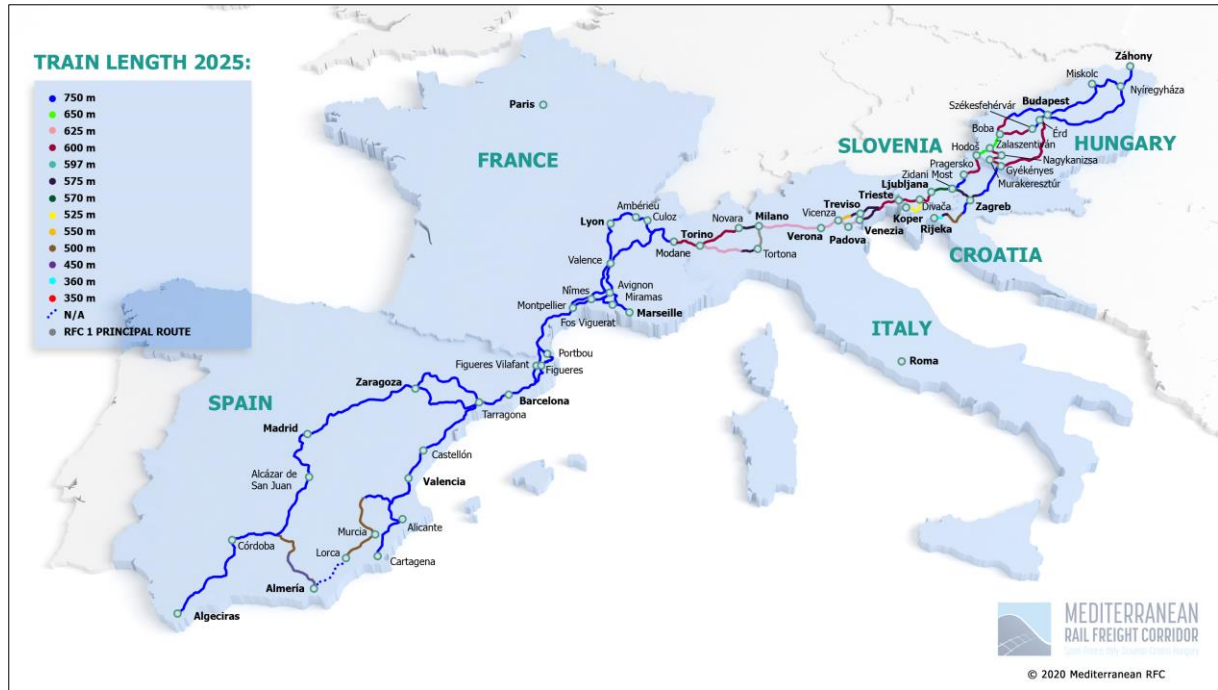 TRAIN LENGTH 2025:
750 m
650 m
625 m
600 m
597 m
575 m
570 m
525 m
550 m
500 m
450 m
360 m
350 m
N/A
RFC 1 PRINCIPAL ROUTE
Paris
FRANCE
Lyon
Ambérieu
Culoz
Valence
Modane
Torino
Novara
Milano
Tortona
Verona
Vicenza
Padova
Treviso
Venezia
Trieste
Koper
Divača
Ljubljana
Zidani Most
Pragersko
Hodoš
SLOVENIA
Rijeka
Zagreb
CROATIA
Záhony
Miskolc
Nyíregyháza
Budapest
Székesfehérvár
Érd
Boba
HUNGARY
Zalaszentiván
Nagykanizsa
Gyékényes
Murakeresztúr
Nîmes
Avignon
Miramas
Montpellier
Marseille
Fos Viguerat
Portbou
Figueres Vilafant
Figueres
ITALY
Roma
SPAIN
Zaragoza
Barcelona
Tarragona
Madrid
Castellón
Alcázar de
San Juan
Valencia
Alicante
Murcia
Córdoba
Lorca
Cartagena
Almería
Algeciras
MEDITERRANEAN
RAIL FREIGHT CORRIDOR
© 2020 Mediterranean RFC